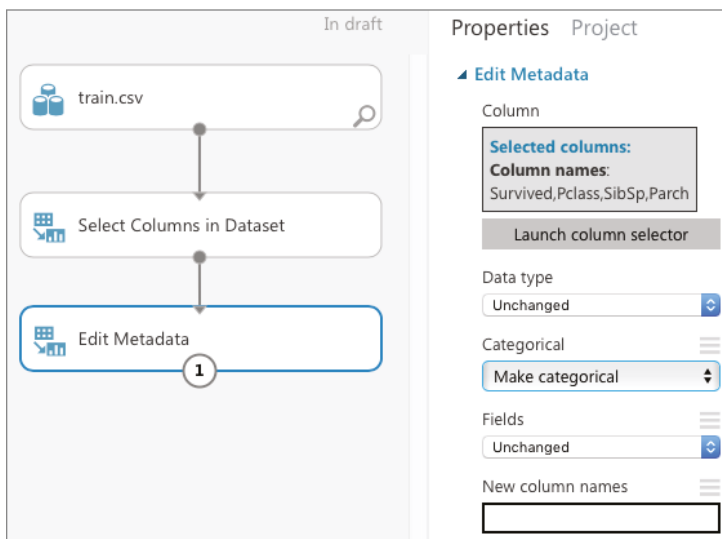 In draft
train.csv
Select Columns in Dataset
Edit Metadata
1
Properties Project
Edit Metadata
Column
Selected columns:
Column names:
Survived,Pclass,SibSp,Parch
Launch column selector
Data type
Unchanged
Categorical
Make categorical
Fields
Unchanged
New column names